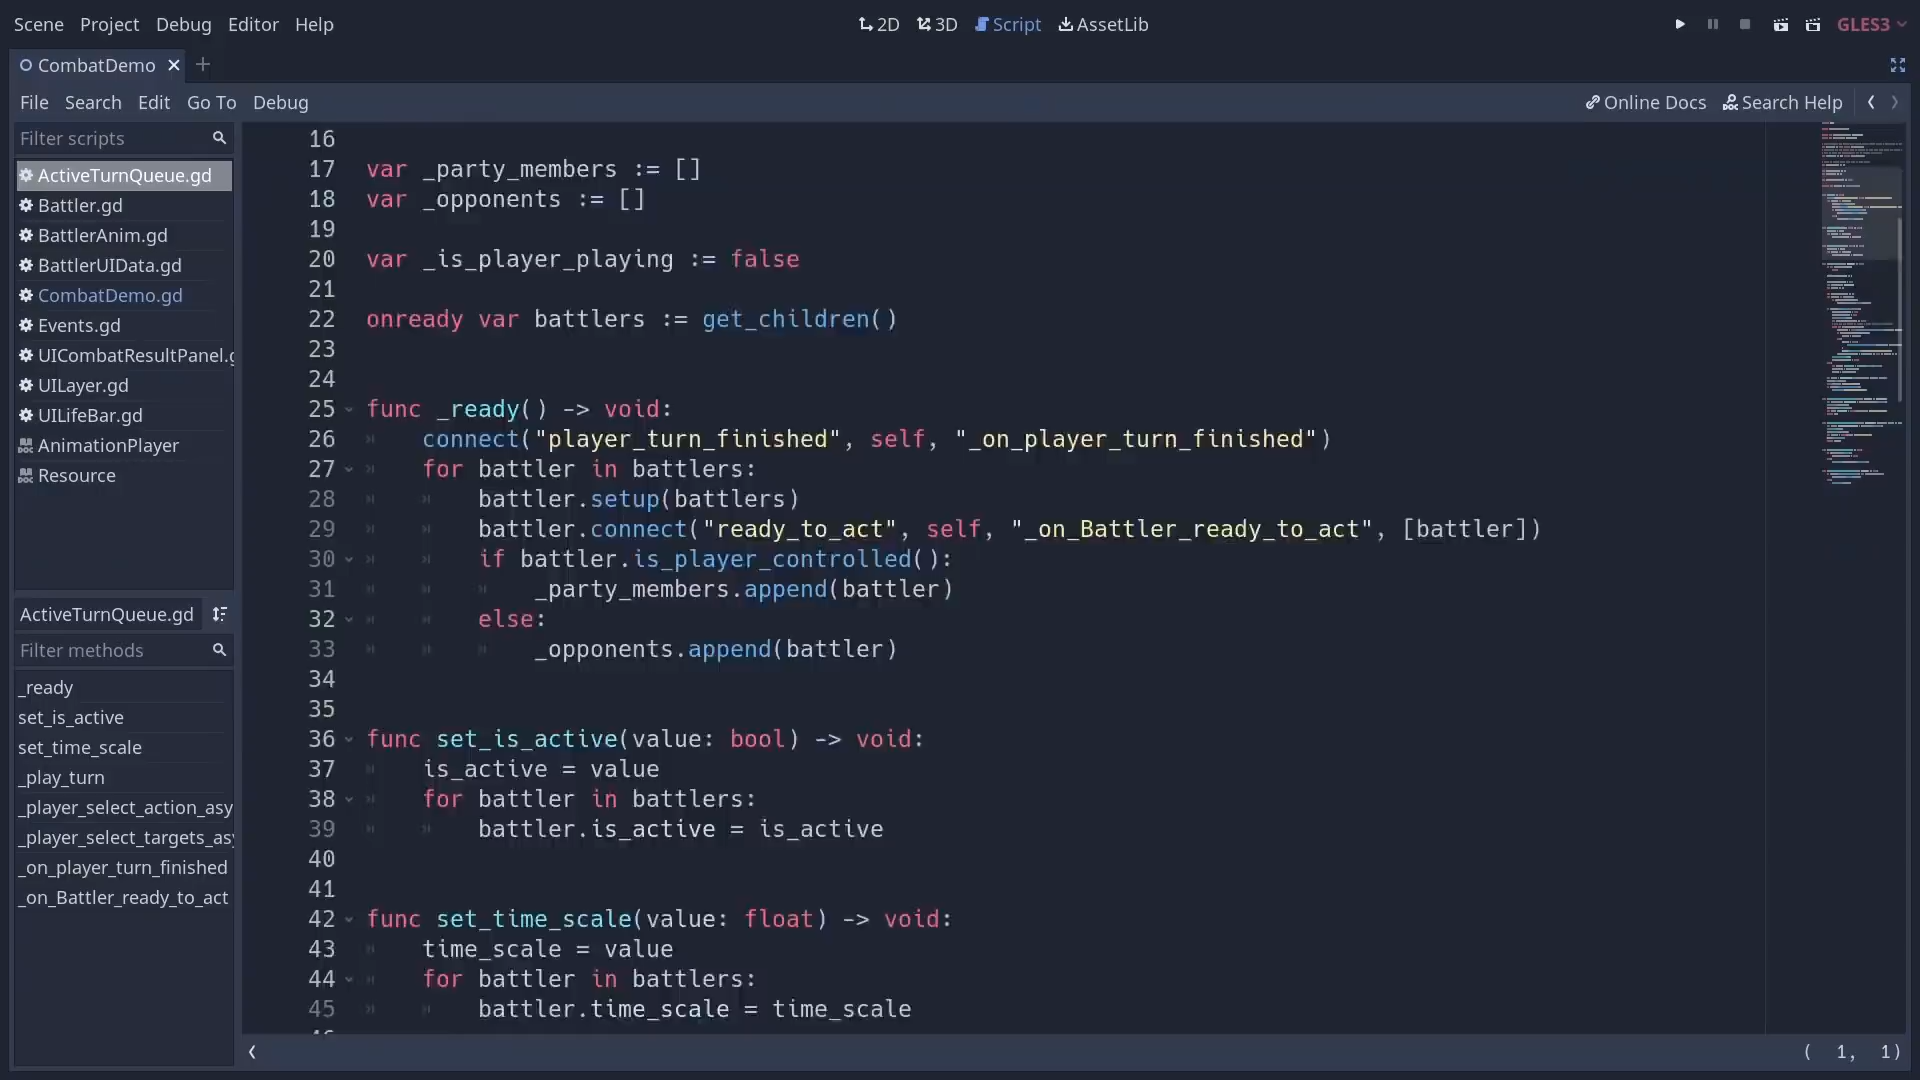 Scene Project Debug Editor Help
2D 3D Script AssetLib
GLES3
CombatDemo
File Search Edit Go To Debug
Online Docs Search Help
Filter scripts
ActiveTurnQueue.gd
Battler.gd
BattlerAnim.gd
BattlerUIData.gd
CombatDemo.gd
Events.gd
UICombatResultPanel.g
UILayer.gd
UILifeBar.gd
AnimationPlayer
Resource
ActiveTurnQueue.gd
Filter methods
_ready
set_is_active
set_time_scale
_play_turn
_player_select_action_asy
_player_select_targets_asy
_on_player_turn_finished
_on_Battler_ready_to_act
16
17 var _party_members := []
18 var _opponents := []
19
20 var _is_player_playing := false
21
22 onready var battlers := get_children()
23
24
25 func _ready() -> void:
26 connect("player_turn_finished", self, "_on_player_turn_finished")
27 for battler in battlers:
28 battler.setup(battlers)
29 battler.connect("ready_to_act", self, "_on_Battler_ready_to_act", [battler])
30 if battler.is_player_controlled():
31 _party_members.append(battler)
32 else:
33 _opponents.append(battler)
34
35
36 func set_is_active(value: bool) -> void:
37 is_active = value
38 for battler in battlers:
39 battler.is_active = is_active
40
41
42 func set_time_scale(value: float) -> void:
43 time_scale = value
44 for battler in battlers:
45 battler.time_scale = time_scale
( 1, 1)